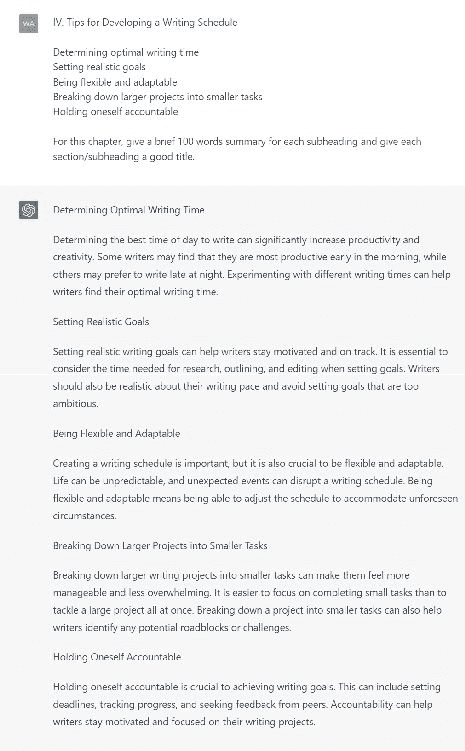 WA
IV. Tips for Developing a Writing Schedule
Determining optimal writing time
Setting realistic goals
Being flexible and adaptable
Breaking down larger projects into smaller tasks
Holding oneself accountable
For this chapter, give a brief 100 words summary for each subheading and give each
section/subheading a good title.
Determining Optimal Writing Time
Determining the best time of day to write can significantly increase productivity and
creativity. Some writers may find that they are most productive early in the morning, while
others may prefer to write late at night. Experimenting with different writing times can help
writers find their optimal writing time.
Setting Realistic Goals
Setting realistic writing goals can help writers stay motivated and on track. It is essential to
consider the time needed for research, outlining, and editing when setting goals. Writers
should also be realistic about their writing pace and avoid setting goals that are too
ambitious.
Being Flexible and Adaptable
Creating a writing schedule is important, but it is also crucial to be flexible and adaptable.
Life can be unpredictable, and unexpected events can disrupt a writing schedule. Being
flexible and adaptable means being able to adjust the schedule to accommodate unforeseen
circumstances.
Breaking Down Larger Projects into Smaller Tasks
Breaking down larger writing projects into smaller tasks can make them feel more
manageable and less overwhelming. It is easier to focus on completing small tasks than to
tackle a large project all at once. Breaking down a project into smaller tasks can also help
writers identify any potential roadblocks or challenges.
Holding Oneself Accountable
Holding oneself accountable is crucial to achieving writing goals. This can include setting
deadlines, tracking progress, and seeking feedback from peers. Accountability can help
writers stay motivated and focused on their writing projects.